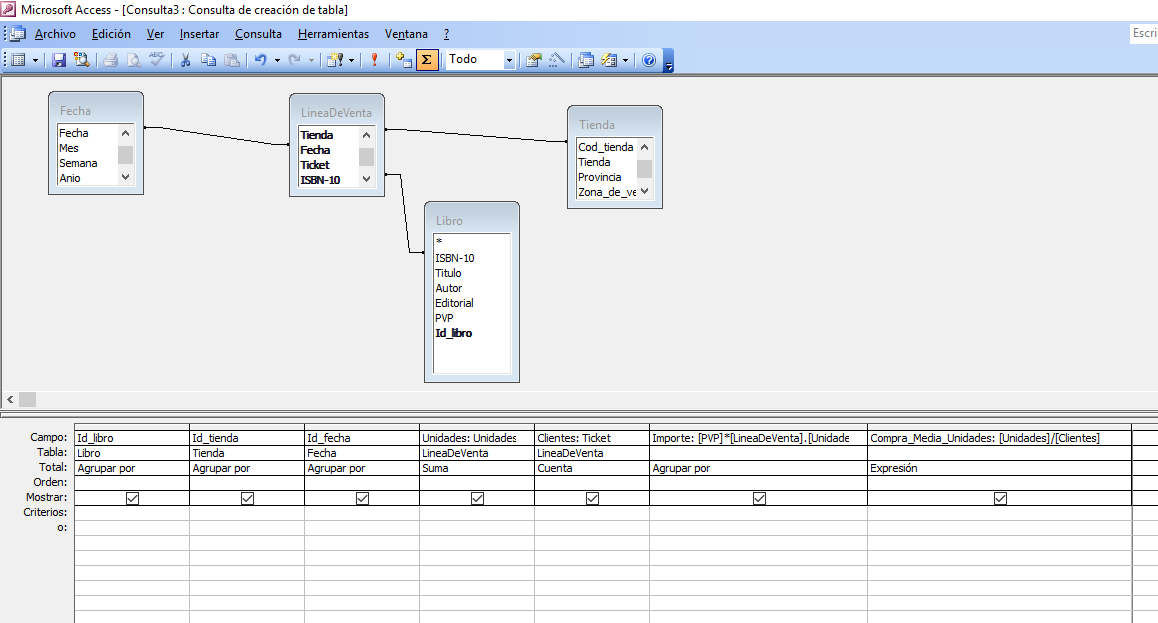 Microsoft Access - [Consulta3 : Consulta de creación de tabla]
Archivo Edición Ver Insertar Consulta Herramientas Ventana ?
Escri
Todo
Fecha
Fecha
Mes
Semana
Anio
LineaDeVenta
Tienda
Fecha
Ticket
ISBN-10
Tienda
Cod_tienda
Tienda
Provincia
Zona_de_ve
Libro
*
ISBN-10
Titulo
Autor
Editorial
PVP
Id_libro
Campo: Id_libro Id_tienda Id_fecha Unidades: Unidades Clientes: Ticket Importe: [PVP]*[LineaDeVenta].[Unidade Compra_Media_Unidades: [Unidades]/[Clientes]
Tabla: Libro Tienda Fecha LineaDeVenta LineaDeVenta
Total: Agrupar por Agrupar por Agrupar por Suma Cuenta Agrupar por Expresión
Orden:
Mostrar:
Criterios:
o: